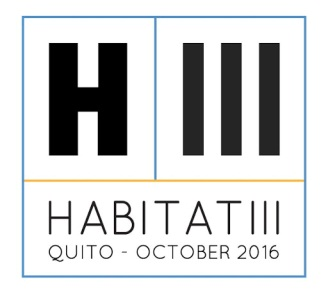 H III
HABITAT III
QUITO - OCTOBER 2016